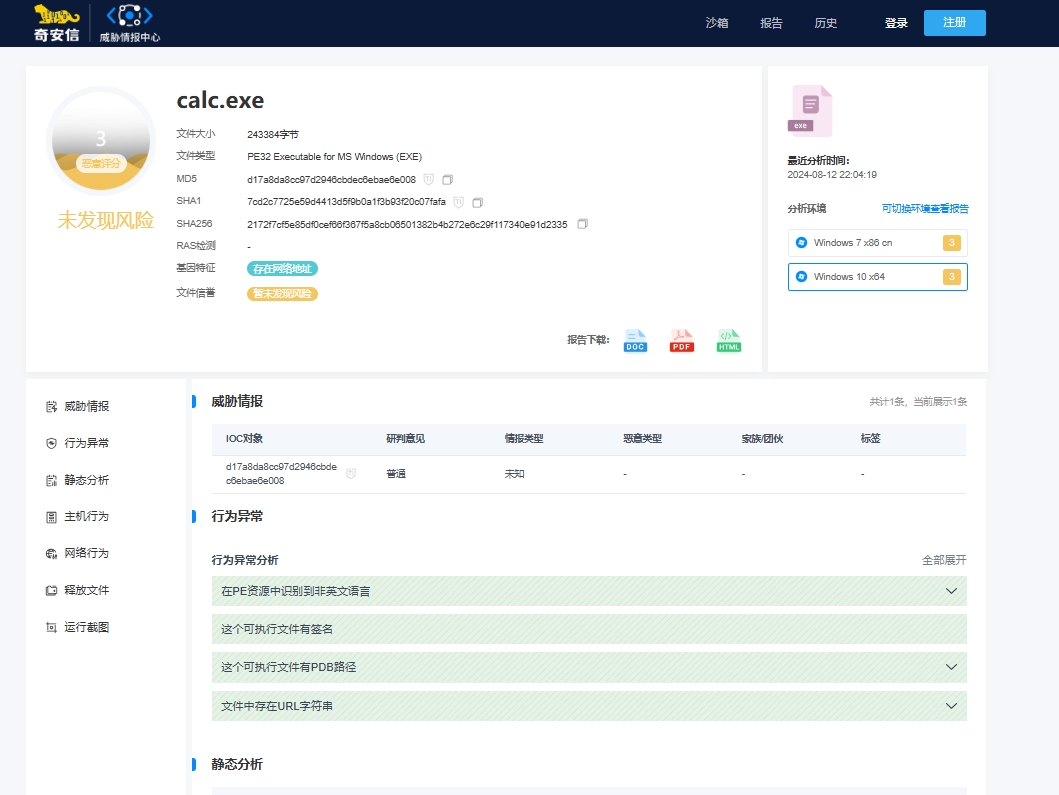 奇安信
威胁情报中心
沙箱
报告
历史
登录
注册
3
恶意评分
未发现风险
calc.exe
文件大小 243384字节
文件类型 PE32 Executable for MS Windows (EXE)
MD5 d17a8da8cc97d2946cbdec6ebae6e008
SHA1 7cd2c7725e59d4413d5f9b0a1f3b93f20c07fafa
SHA256 2172f7cf5e85df0cef66f367f5a8cb06501382b4b272e6c29f117340e91d2335
RAS检测 -
基因特征 存在网络地址
文件信誉 暂未发现风险
报告下载:
DOC
PDF
HTML
exe
最近分析时间:
2024-08-12 22:04:19
分析环境 可切换环境查看报告
Windows 7 x86 cn 3
Windows 10 x64 3
威胁情报
行为异常
静态分析
主机行为
网络行为
释放文件
运行截图
威胁情报 共计1条, 当前展示1条
IOC对象 研判意见 情报类型 恶意类型 家族/团伙 标签
d17a8da8cc97d2946cbde
c6ebae6e008 普通 未知 - - -
行为异常
行为异常分析 全部展开
在PE资源中识别到非英文语言
这个可执行文件有签名
这个可执行文件有PDB路径
文件中存在URL字符串
静态分析